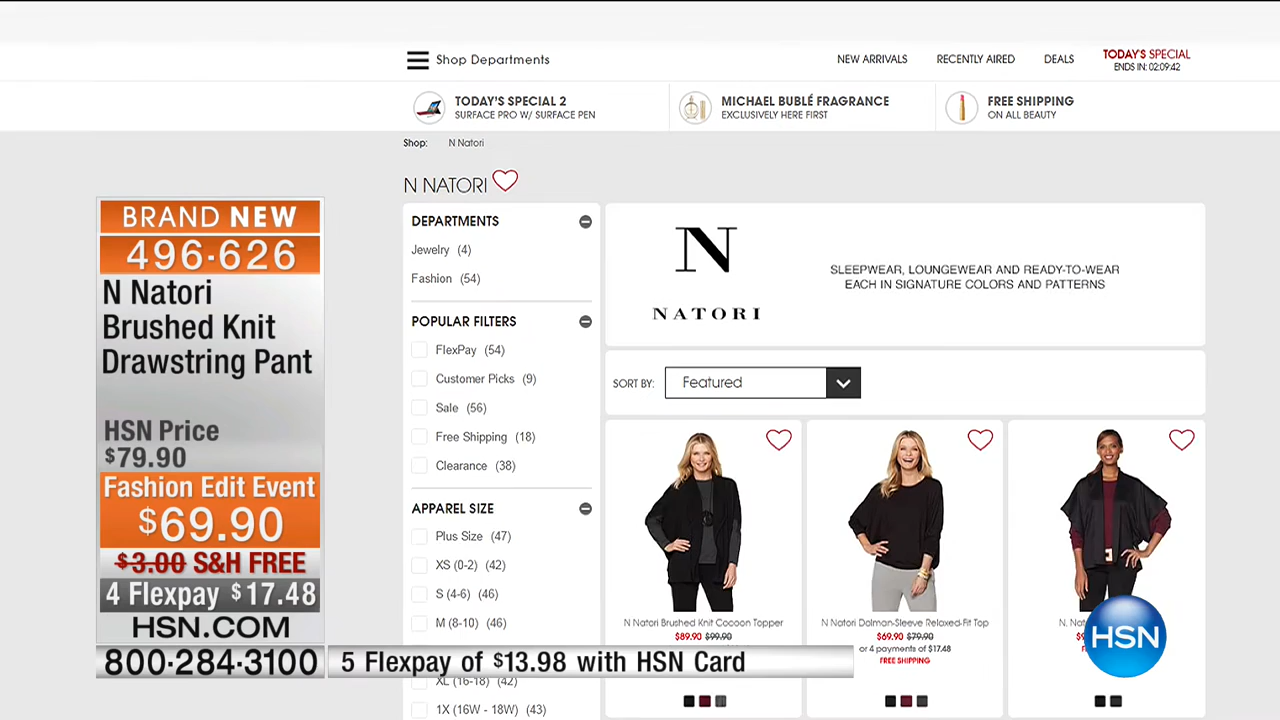 Shop Departments
NEW ARRIVALS
RECENTLY AIRED
DEALS
TODAY'S SPECIAL
ENDS IN: 02:09:42
TODAY'S SPECIAL 2
SURFACE PRO W/ SURFACE PEN
MICHAEL BUBLÉ FRAGRANCE
EXCLUSIVELY HERE FIRST
FREE SHIPPING
ON ALL BEAUTY
Shop: N Natori
N NATORI
BRAND NEW
496-626
N Natori
Brushed Knit
Drawstring Pant
HSN Price
$79.90
Fashion Edit Event
$69.90
$3.00 S&H FREE
4 Flexpay $17.48
HSN.COM
800-284-3100
5 Flexpay of $13.98 with HSN Card
DEPARTMENTS
Jewelry (4)
Fashion (54)
POPULAR FILTERS
FlexPay (54)
Customer Picks (9)
Sale (56)
Free Shipping (18)
Clearance (38)
APPAREL SIZE
Plus Size (47)
XS (0-2) (42)
S (4-6) (46)
M (8-10) (46)
XL (16-18) (42)
1X (16W - 18W) (43)
N
NATORI
SLEEPWEAR, LOUNGEWEAR AND READY-TO-WEAR
EACH IN SIGNATURE COLORS AND PATTERNS
SORT BY: Featured
N Natori Brushed Knit Cocoon Topper
$89.90 $99.90
N Natori Dolman-Sleeve Relaxed-Fit Top
$69.90 $79.90
or 4 payments of $17.48
FREE SHIPPING
HSN